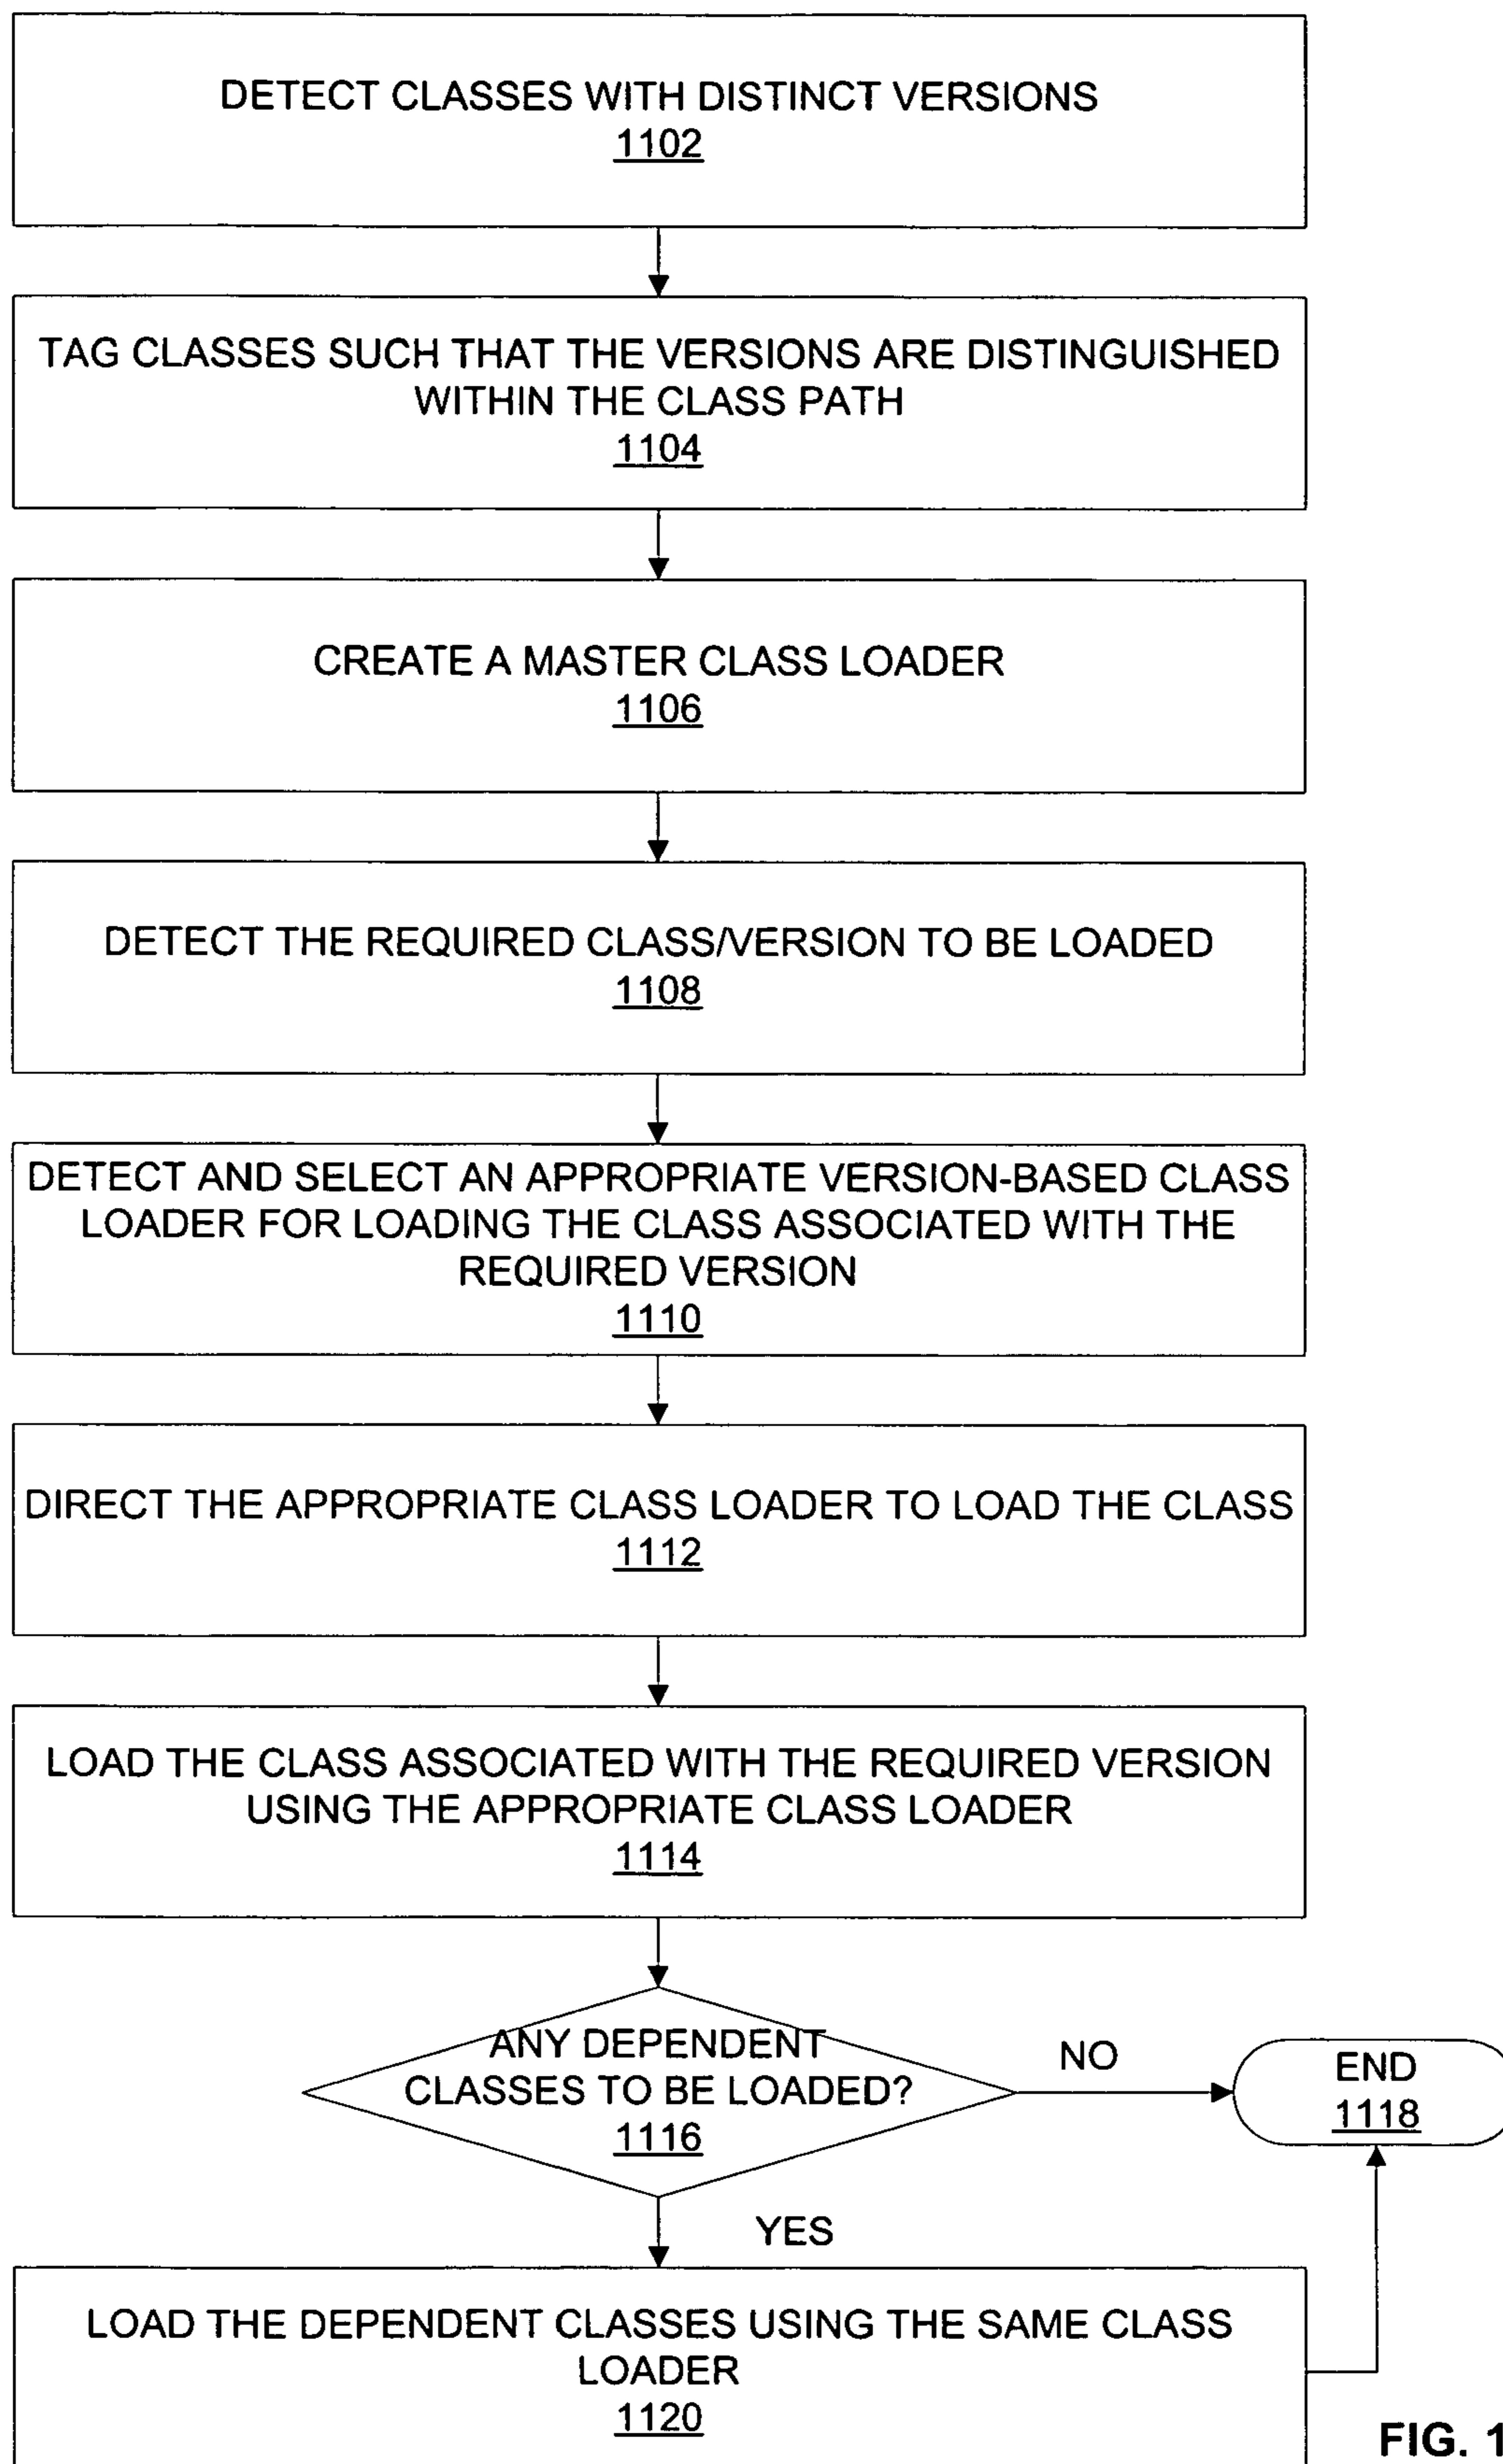 DETECT CLASSES WITH DISTINCT VERSIONS
1102
TAG CLASSES SUCH THAT THE VERSIONS ARE DISTINGUISHED
WITHIN THE CLASS PATH
1104
CREATE A MASTER CLASS LOADER
1106
DETECT THE REQUIRED CLASS/VERSION TO BE LOADED
1108
DETECT AND SELECT AN APPROPRIATE VERSION-BASED CLASS
LOADER FOR LOADING THE CLASS ASSOCIATED WITH THE
REQUIRED VERSION
1110
DIRECT THE APPROPRIATE CLASS LOADER TO LOAD THE CLASS
1112
LOAD THE CLASS ASSOCIATED WITH THE REQUIRED VERSION
USING THE APPROPRIATE CLASS LOADER
1114
ANY DEPENDENT
CLASSES TO BE LOADED?
1116
NO
END
1118
YES
LOAD THE DEPENDENT CLASSES USING THE SAME CLASS
LOADER
1120
FIG. 1